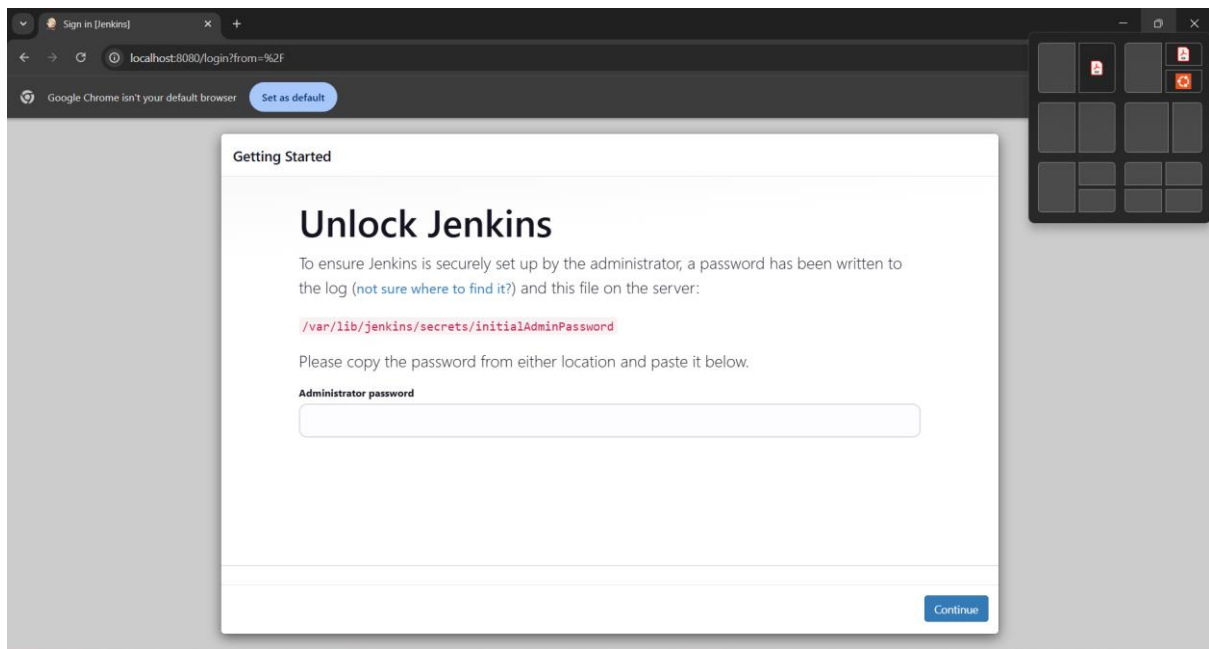 Sign in [Jenkins]
localhost:8080/login?from=%2F
Google Chrome isn't your default browser Set as default
Getting Started
Unlock Jenkins
To ensure Jenkins is securely set up by the administrator, a password has been written to
the log (not sure where to find it?) and this file on the server:
/var/lib/jenkins/secrets/initialAdminPassword
Please copy the password from either location and paste it below.
Administrator password
Continue